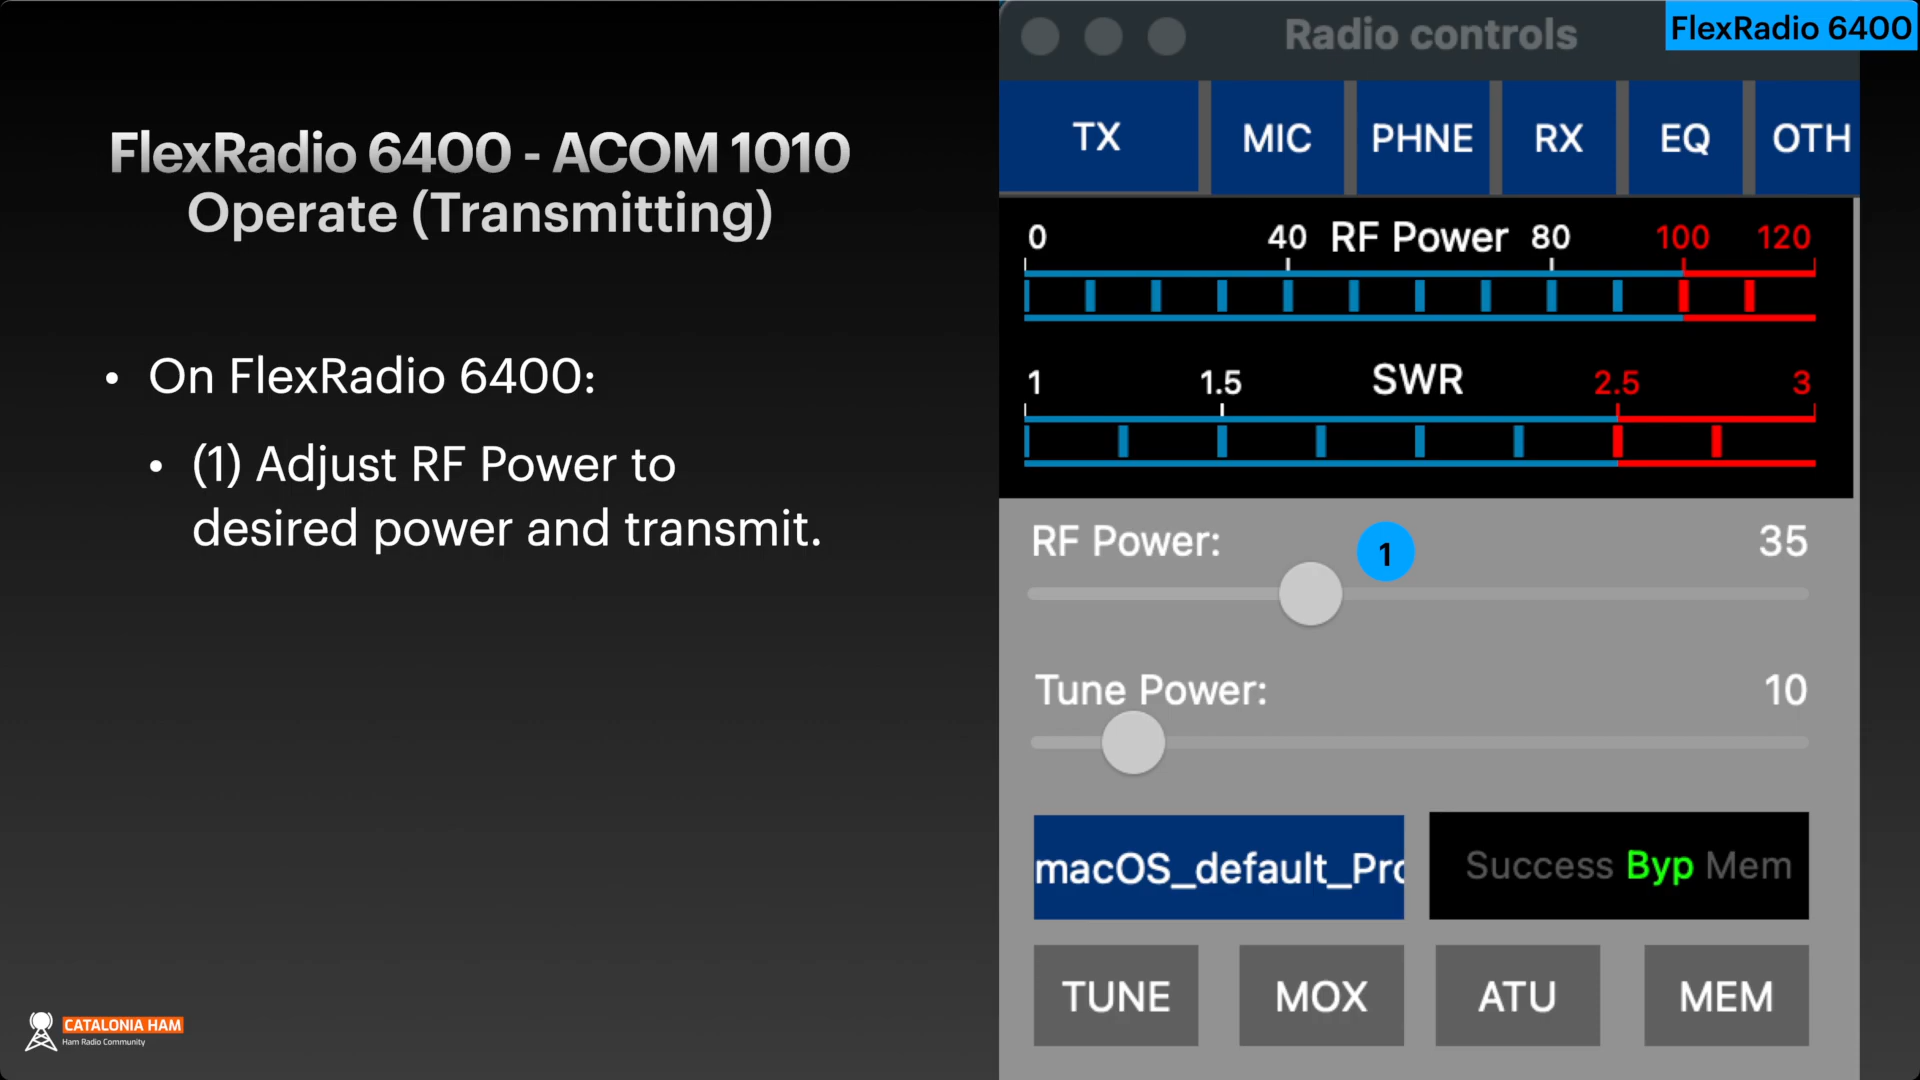 FlexRadio 6400 - ACOM 1010
Operate (Transmitting)
• On FlexRadio 6400:
• (1) Adjust RF Power to
desired power and transmit.
CATALONIA HAM
Ham Radio Community
Radio controls
FlexRadio 6400
TX MIC PHNE RX EQ OTH
0 40 RF Power 80 100 120
1 1.5 SWR 2.5 3
RF Power: 1 35
Tune Power: 10
macOS_default_Pro
Success Byp Mem
TUNE MOX ATU MEM